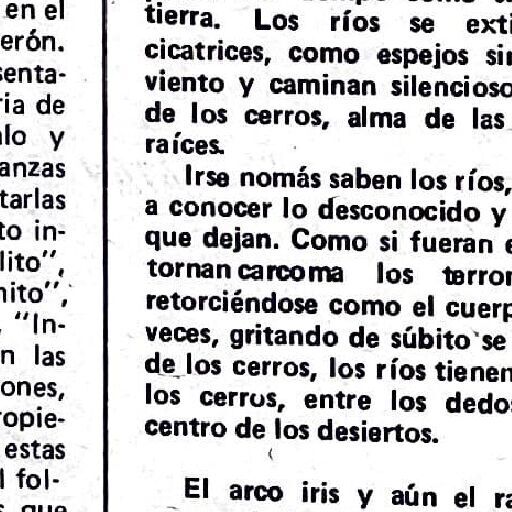 en el
erón.
senta-
ria de
alo y
anzas
tarlas
to in-
lito",
nito",
"In-
n las
ones,
ropie-
estas
l fol-
s que
tierra. Los ríos se exti
cicatrices, como espejos si
viento y caminan silencioso
de los cerros, alma de las
raíces.
Irse nomás saben los ríos,
a conocer lo desconocido y
que dejan. Como si fueran e
tornan carcoma los terror
retorciéndose como el cuerp
veces, gritando de súbito se
de los cerros, los ríos tienen
los cerros, entre los dedos
centro de los desiertos.
El arco iris y aún el ra